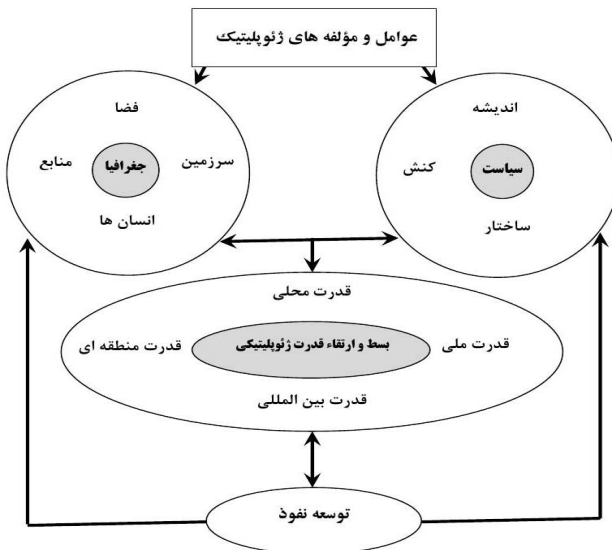 عوامل و مؤلفه های ژئوپلیتیک
اندیشه
کنش
سیاست
ساختار
فضا
سرزمین
جغرافیا
منابع
انسان ها
قدرت محلی
قدرت ملی
بسط و ارتقاء قدرت ژئوپلیتیکی
قدرت منطقه ای
قدرت بین المللی
توسعه نفوذ